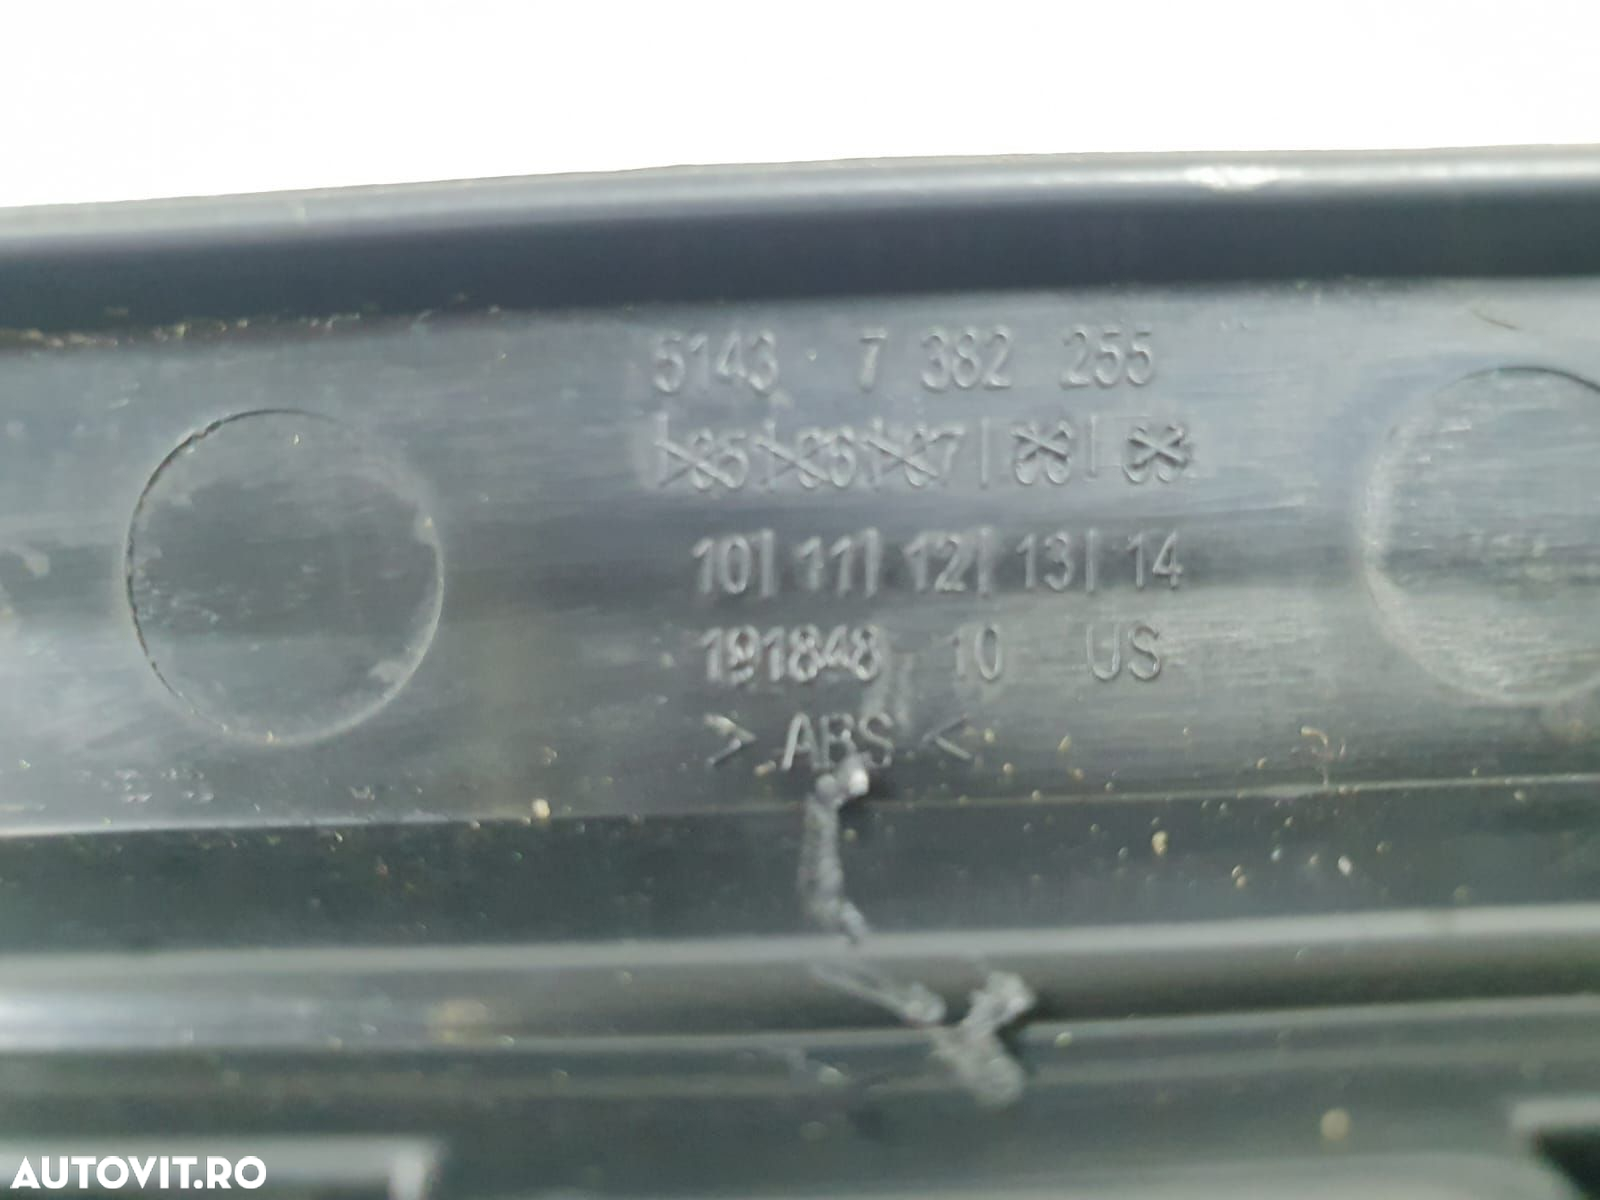 5143 7 382 255
10| 11| 12| 13| 14
191848 10 US
> ABS <
AUTOVIT.RO